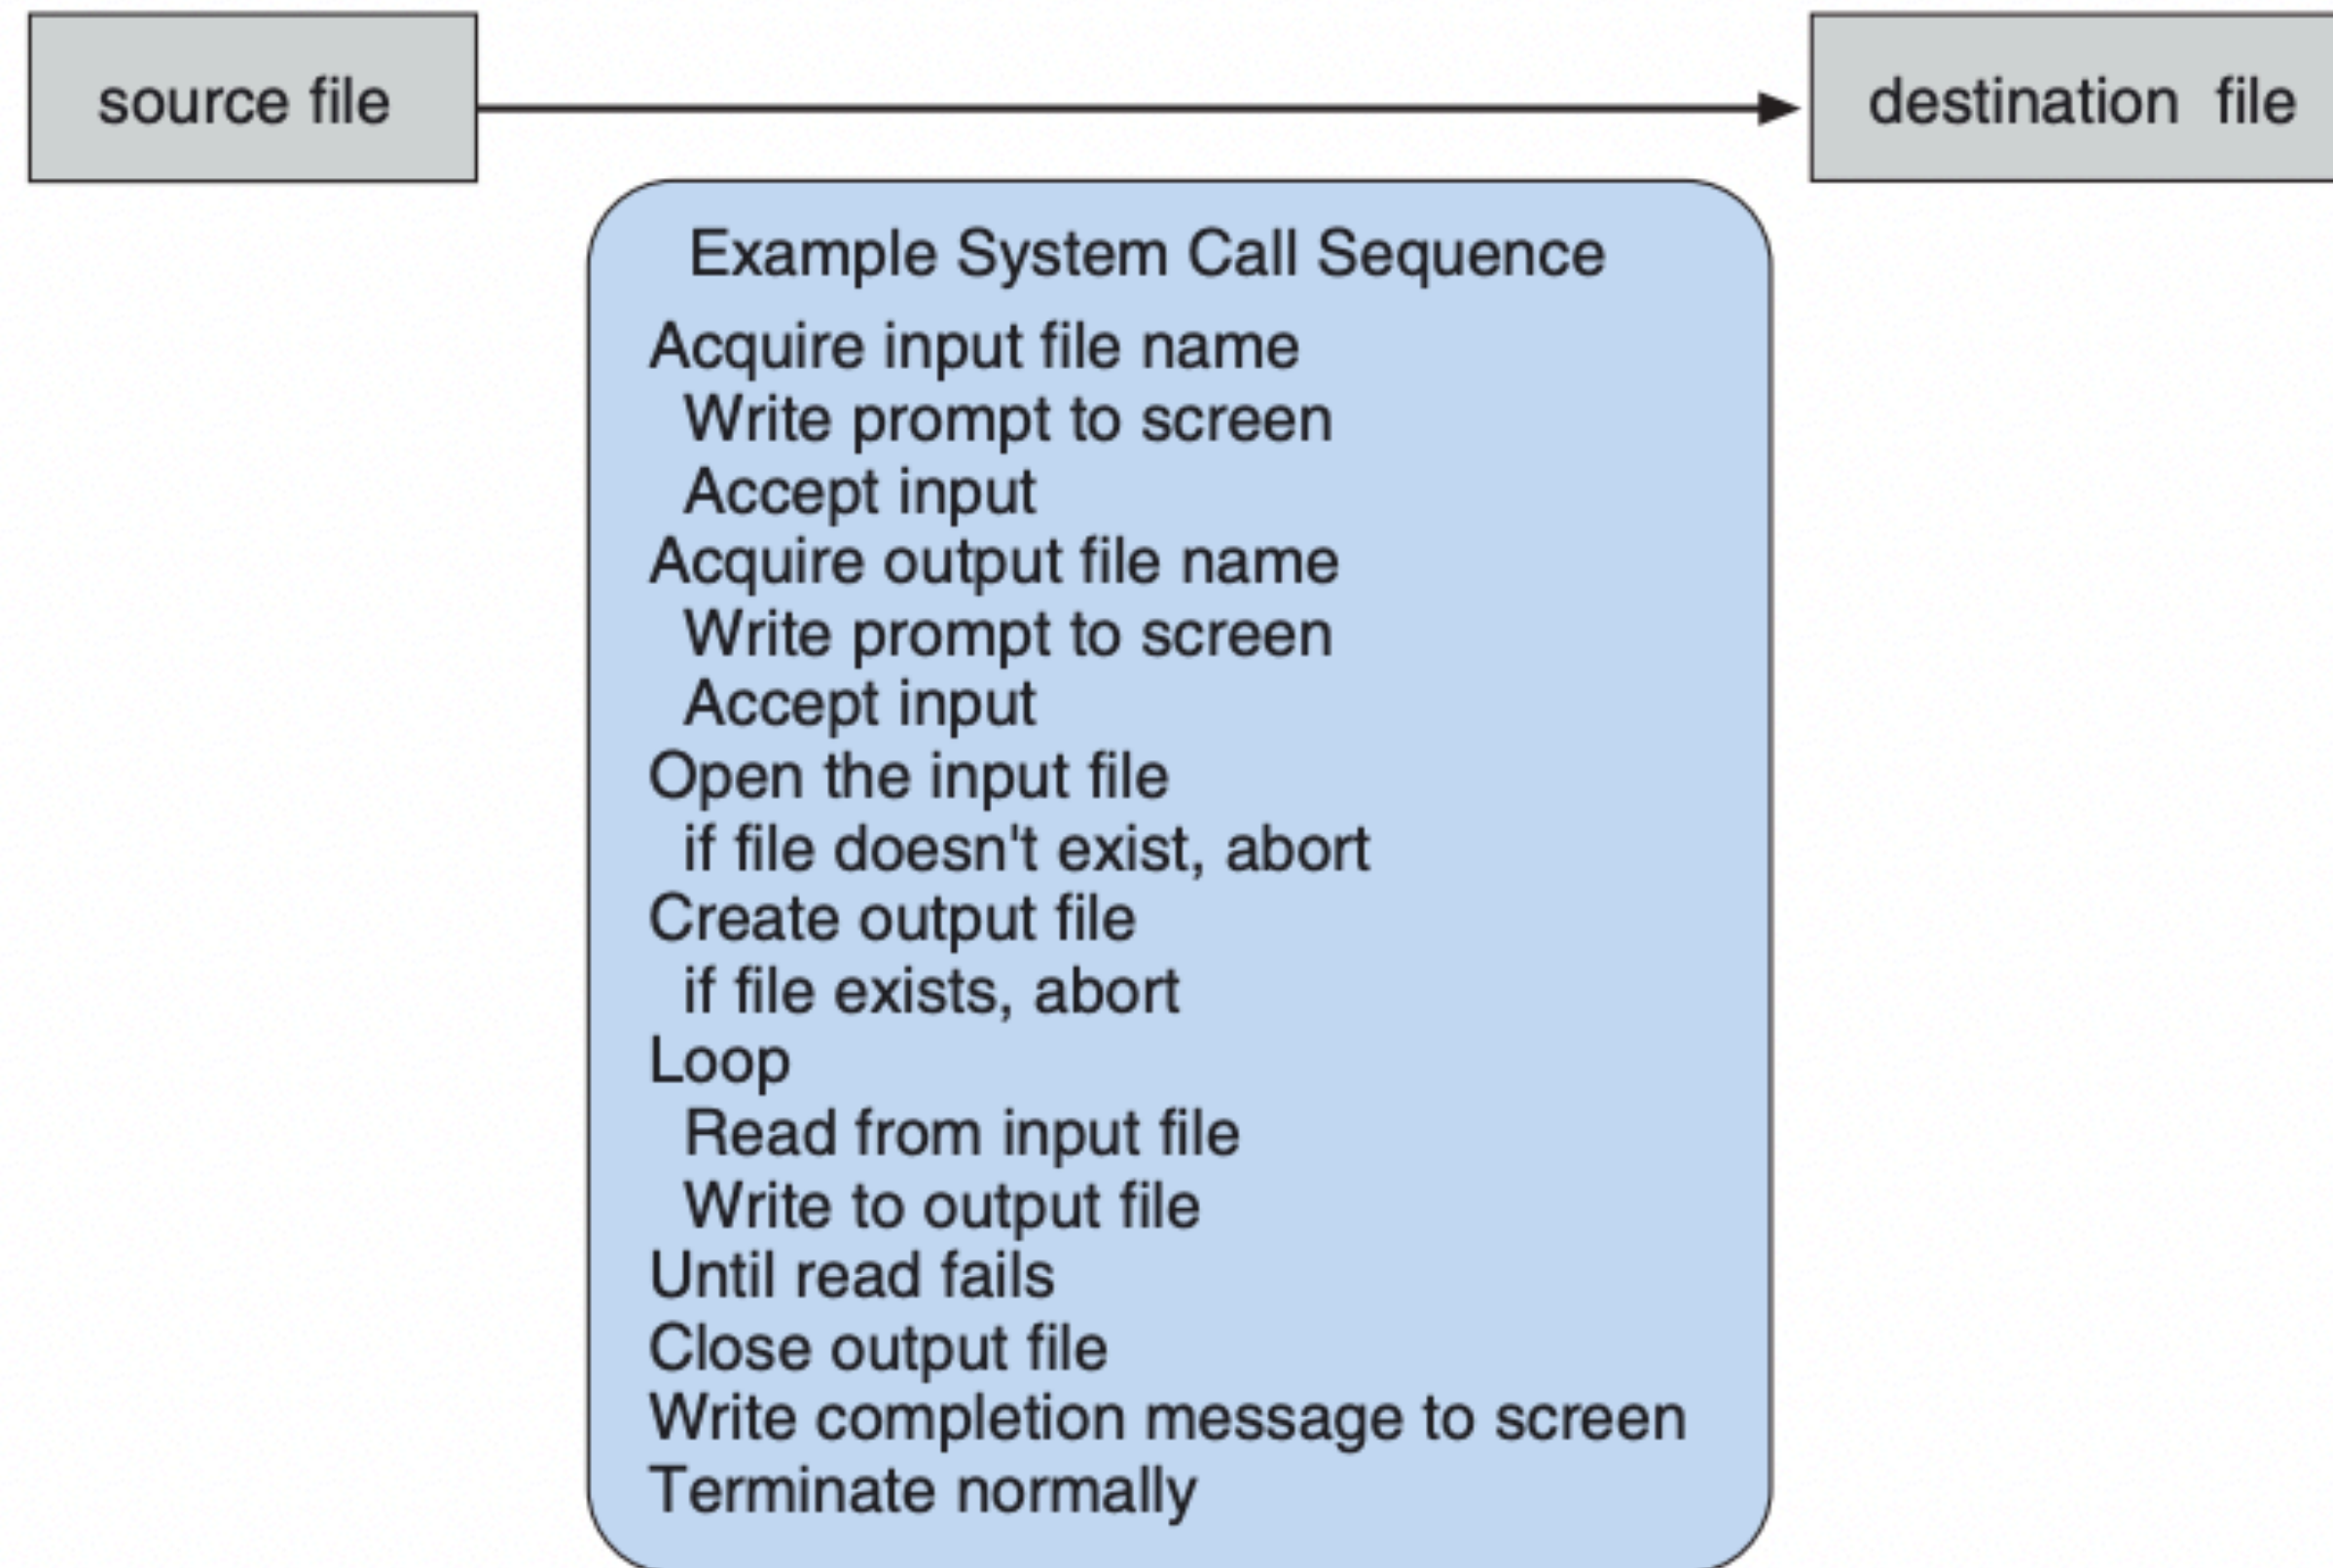 source file
destination file
Example System Call Sequence
Acquire input file name
Write prompt to screen
Accept input
Acquire output file name
Write prompt to screen
Accept input
Open the input file
if file doesn't exist, abort
Create output file
if file exists, abort
Loop
Read from input file
Write to output file
Until read fails
Close output file
Write completion message to screen
Terminate normally